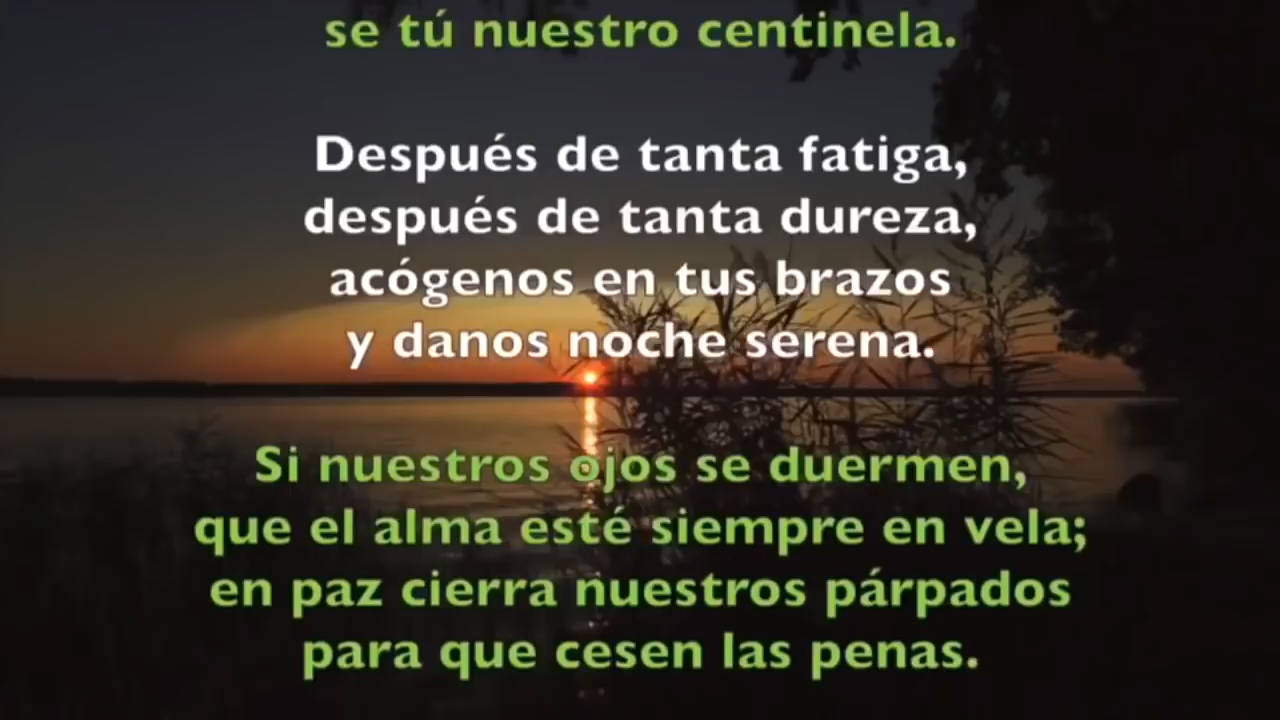 se tú nuestro centinela.
Después de tanta fatiga,
después de tanta dureza,
acógenos en tus brazos
y danos noche serena.
Si nuestros ojos se duermen,
que el alma esté siempre en vela;
en paz cierra nuestros párpados
para que cesen las penas.